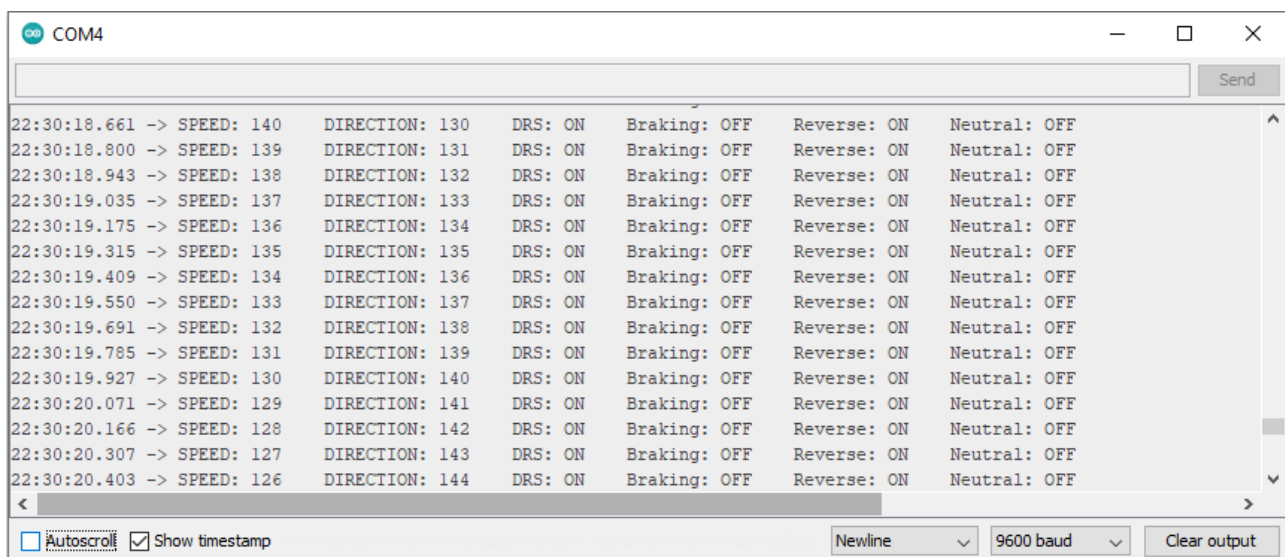 COM4
Send
22:30:18.661 -> SPEED: 140 DIRECTION: 130 DRS: ON Braking: OFF Reverse: ON Neutral: OFF
22:30:18.800 -> SPEED: 139 DIRECTION: 131 DRS: ON Braking: OFF Reverse: ON Neutral: OFF
22:30:18.943 -> SPEED: 138 DIRECTION: 132 DRS: ON Braking: OFF Reverse: ON Neutral: OFF
22:30:19.035 -> SPEED: 137 DIRECTION: 133 DRS: ON Braking: OFF Reverse: ON Neutral: OFF
22:30:19.175 -> SPEED: 136 DIRECTION: 134 DRS: ON Braking: OFF Reverse: ON Neutral: OFF
22:30:19.315 -> SPEED: 135 DIRECTION: 135 DRS: ON Braking: OFF Reverse: ON Neutral: OFF
22:30:19.409 -> SPEED: 134 DIRECTION: 136 DRS: ON Braking: OFF Reverse: ON Neutral: OFF
22:30:19.550 -> SPEED: 133 DIRECTION: 137 DRS: ON Braking: OFF Reverse: ON Neutral: OFF
22:30:19.691 -> SPEED: 132 DIRECTION: 138 DRS: ON Braking: OFF Reverse: ON Neutral: OFF
22:30:19.785 -> SPEED: 131 DIRECTION: 139 DRS: ON Braking: OFF Reverse: ON Neutral: OFF
22:30:19.927 -> SPEED: 130 DIRECTION: 140 DRS: ON Braking: OFF Reverse: ON Neutral: OFF
22:30:20.071 -> SPEED: 129 DIRECTION: 141 DRS: ON Braking: OFF Reverse: ON Neutral: OFF
22:30:20.166 -> SPEED: 128 DIRECTION: 142 DRS: ON Braking: OFF Reverse: ON Neutral: OFF
22:30:20.307 -> SPEED: 127 DIRECTION: 143 DRS: ON Braking: OFF Reverse: ON Neutral: OFF
22:30:20.403 -> SPEED: 126 DIRECTION: 144 DRS: ON Braking: OFF Reverse: ON Neutral: OFF
Autoscroll Show timestamp Newline 9600 baud Clear output